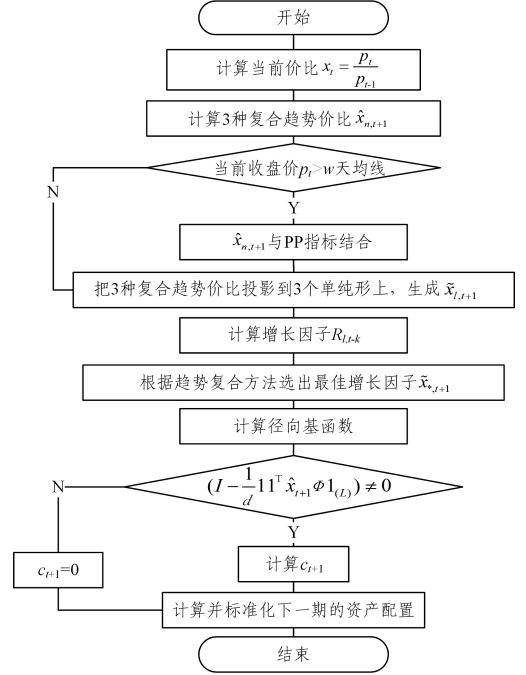 开始
计算当前价比 $x_t = \frac{p_t}{p_{t-1}}$
计算3种复合趋势价比 $\hat{x}_{n,t+1}$
当前收盘价$p_t$>$w$天均线
N
Y
$\hat{x}_{n,t+1}$与PP指标结合
把3种复合趋势价比投影到3个单纯形上，生成 $\tilde{x}_{l,t+1}$
计算增长因子$R_{l,t-k}$
根据趋势复合方法选出最佳增长因子$\tilde{x}_{*,t+1}$
计算径向基函数
$(I - \frac{1}{d}11^{\mathrm{T}}\hat{x}_{t+1}\Phi 1_{(L)}) \neq 0$
N
Y
计算$c_{t+1}$
$c_{t+1}$=0
计算并标准化下一期的资产配置
结束